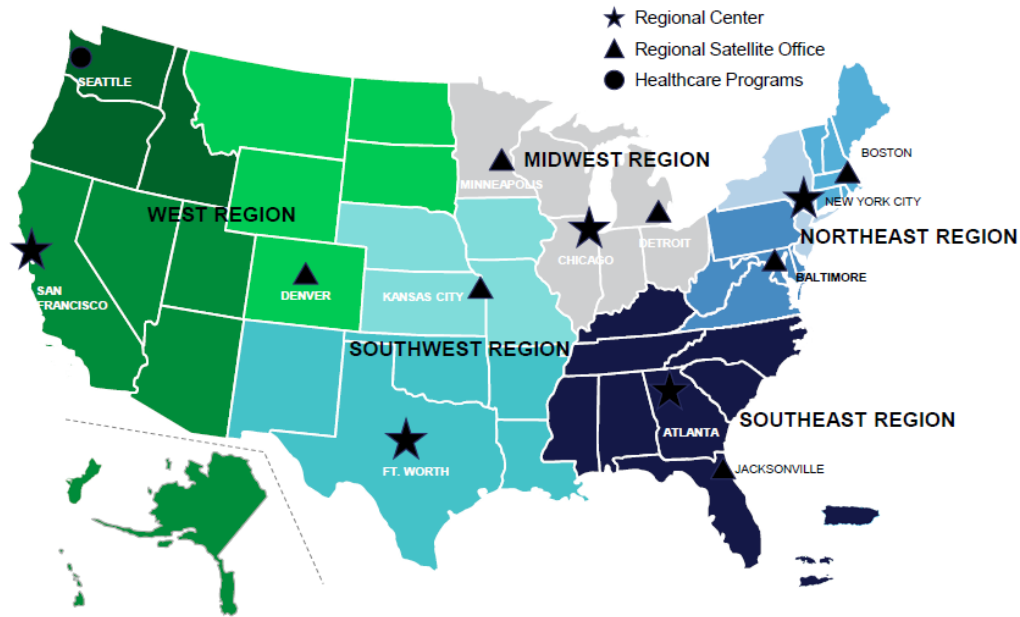 Regional Center
Regional Satellite Office
Healthcare Programs
SEATTLE
BOSTON
MIDWEST REGION
MINNEAPOLIS
NEW YORK CITY
WEST REGION
NORTHEAST REGION
DETROIT
CHICAGO
BALTIMORE
SAN
FRANCISCO
DENVER
KANSAS CITY
SOUTHWEST REGION
SOUTHEAST REGION
ATLANTA
FT. WORTH
JACKSONVILLE